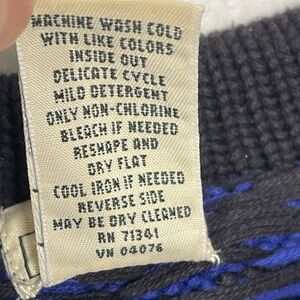 MACHINE WASH COLD
WITH LIKE COLORS
INSIDE OUT
DELICATE CYCLE
MILD DETERGENT
ONLY NON-CHLORINE
BLEACH IF NEEDED
RESHAPE AND
DRY FLAT
COOL IRON IF NEEDED
REVERSE SIDE
MAY BE DRY CLEANED
RN 71341
VN 04076